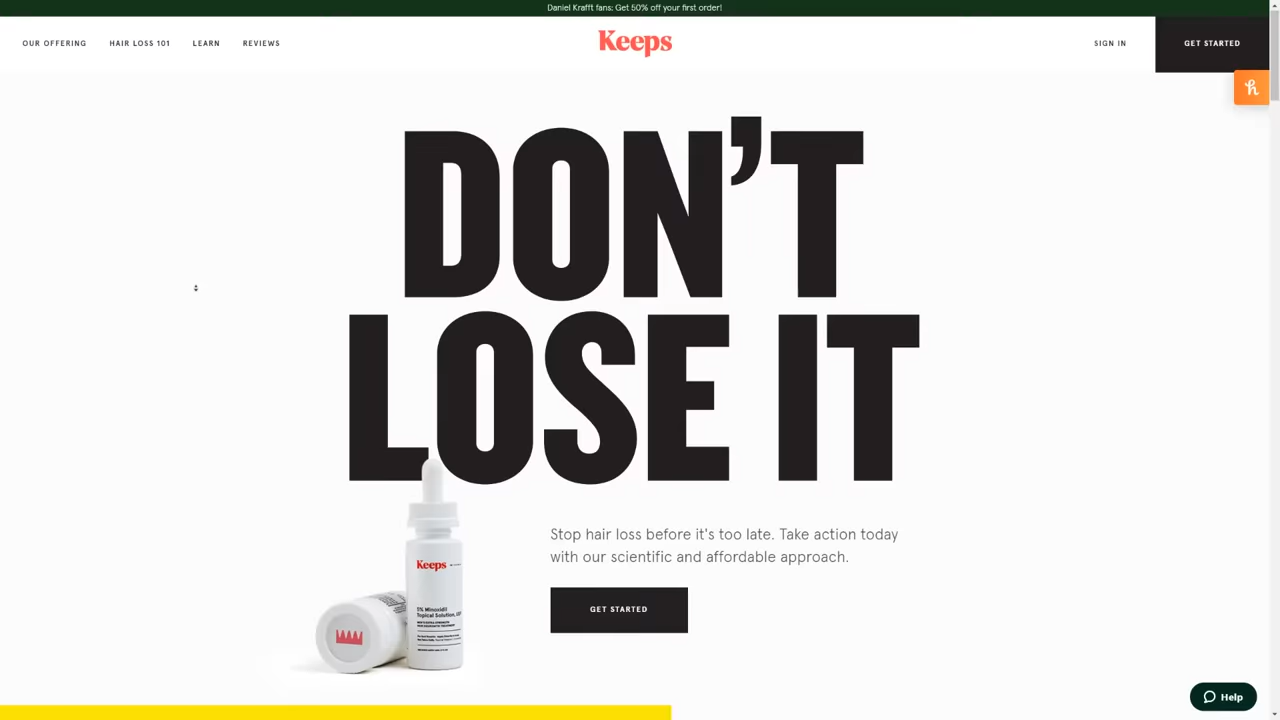 Daniel Krafft fans: Get 50% off your first order!
OUR OFFERING HAIR LOSS 101 LEARN REVIEWS
Keeps
SIGN IN
GET STARTED
DON'T
LOSE IT
Stop hair loss before it's too late. Take action today
with our scientific and affordable approach.
GET STARTED
Keeps
5% Minoxidil
Topical Solution, USP
Help